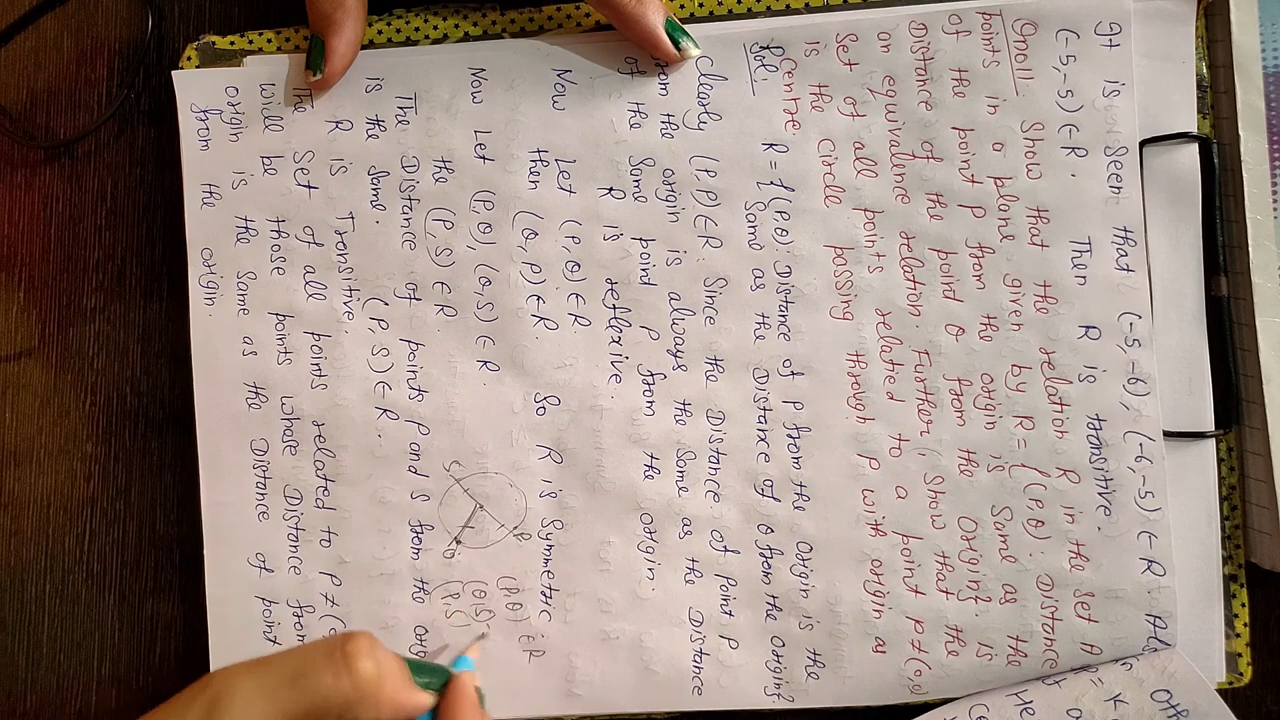 It is seen that (-5,-6), (-6,-5) ∈ R. Als
(-5,-5) ∈ R. Then R is transitive.
Qno11: Show that the relation R in the set A
points in a plane given by R = {(P,Q): Distance
of the point P from the origin is Same as the
Distance of the point Q from the Origin} is
an equivalence relation. Further, Show that the
set of all points related to a point P≠(0,0)
is the circle passing through P with origin as
centre.
Sol: R = {(P,Q): Distance of P from the Origin is the
Same as the Distance of Q from the Origin}
Clearly (P,P) ∈ R. Since the Distance of Point P
from the origin is always the Same as the Distance
of the Same point P from the Origin.
R is reflexive.
Now Let (P,Q) ∈ R
then (Q,P) ∈ R. So R is Symmetric.
Now Let (P,Q), (Q,S) ∈ R.
the (P,S) ∈ R.
The Distance of points P and S from the
is the Same. (P,S) ∈ R.
R is Transitive.
The Set of all points related to P ≠
will be those points whose Distance from
origin is the Same as the Distance of point
from the origin.
P
Q
S
(P,Q) ∈ R
(Q,S)
(P,S)
He